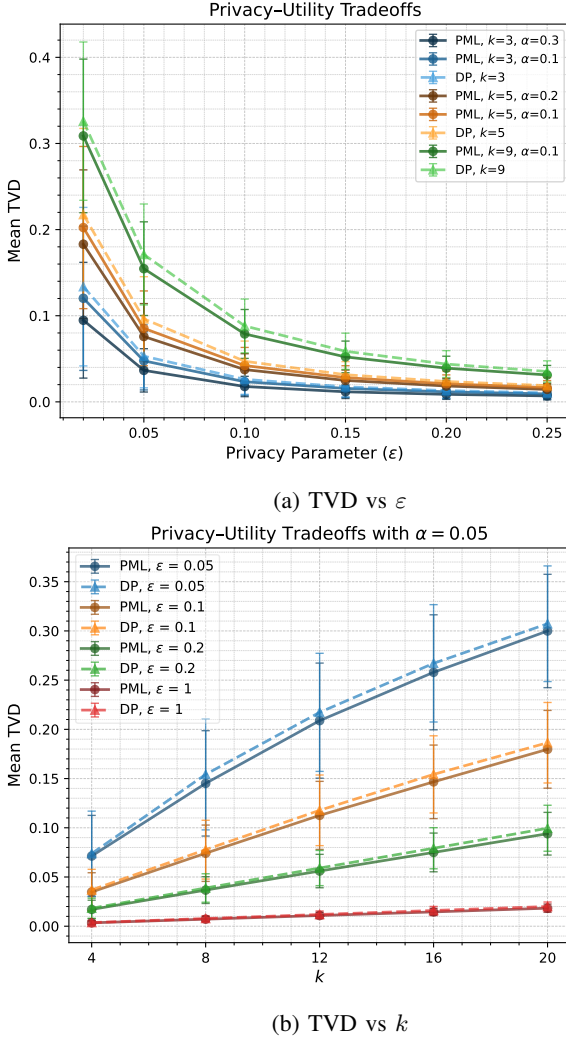 Privacy–Utility Tradeoffs
Mean TVD
0.4
0.3
0.2
0.1
0.0
PML, k=3, α=0.3
PML, k=3, α=0.1
DP, k=3
PML, k=5, α=0.2
PML, k=5, α=0.1
DP, k=5
PML, k=9, α=0.1
DP, k=9
0.05 0.10 0.15 0.20 0.25
Privacy Parameter (ε)
(a) TVD vs ε
Privacy–Utility Tradeoffs with α = 0.05
Mean TVD
0.35
0.30
0.25
0.20
0.15
0.10
0.05
0.00
PML, ε = 0.05
DP, ε = 0.05
PML, ε = 0.1
DP, ε = 0.1
PML, ε = 0.2
DP, ε = 0.2
PML, ε = 1
DP, ε = 1
4 8 12 16 20
k
(b) TVD vs k